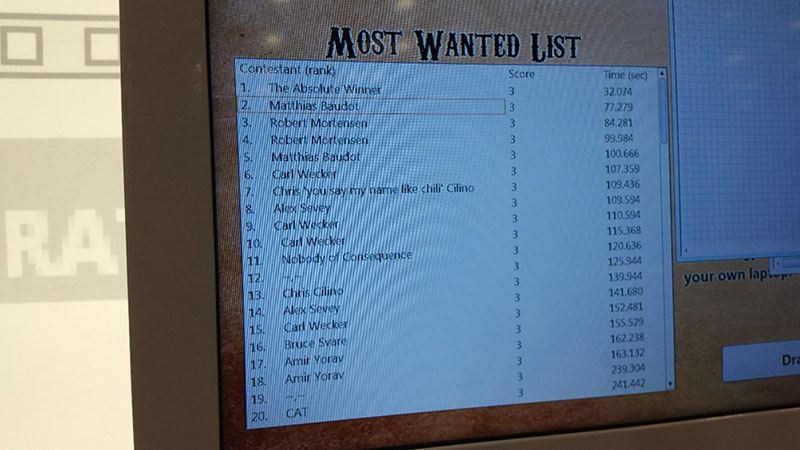 MOST WANTED LIST
Contestant (rank) Score Time (sec)
1. The Absolute Winner 3 32.074
2. Matthias Baudot 3 77.279
3. Robert Mortensen 3 84.281
4. Robert Mortensen 3 99.984
5. Matthias Baudot 3 100.666
6. Carl Wecker 3 107.359
7. Chris 'you say my name like chili' Cilino 3 109.436
8. Alex Sevey 3 109.594
9. Carl Wecker 3 110.594
10. Carl Wecker 3 115.368
11. Nobody of Consequence 3 120.636
12. ~,~ 3 125.944
13. Chris Cilino 3 139.944
14. Alex Sevey 3 141.680
15. Carl Wecker 3 152.481
16. Bruce Svare 3 155.529
17. Amir Yorav 3 162.238
18. Amir Yorav 3 163.132
19. ~,~ 3 239.304
20. CAT 3 241.442
your own laptop.
Dra
RA